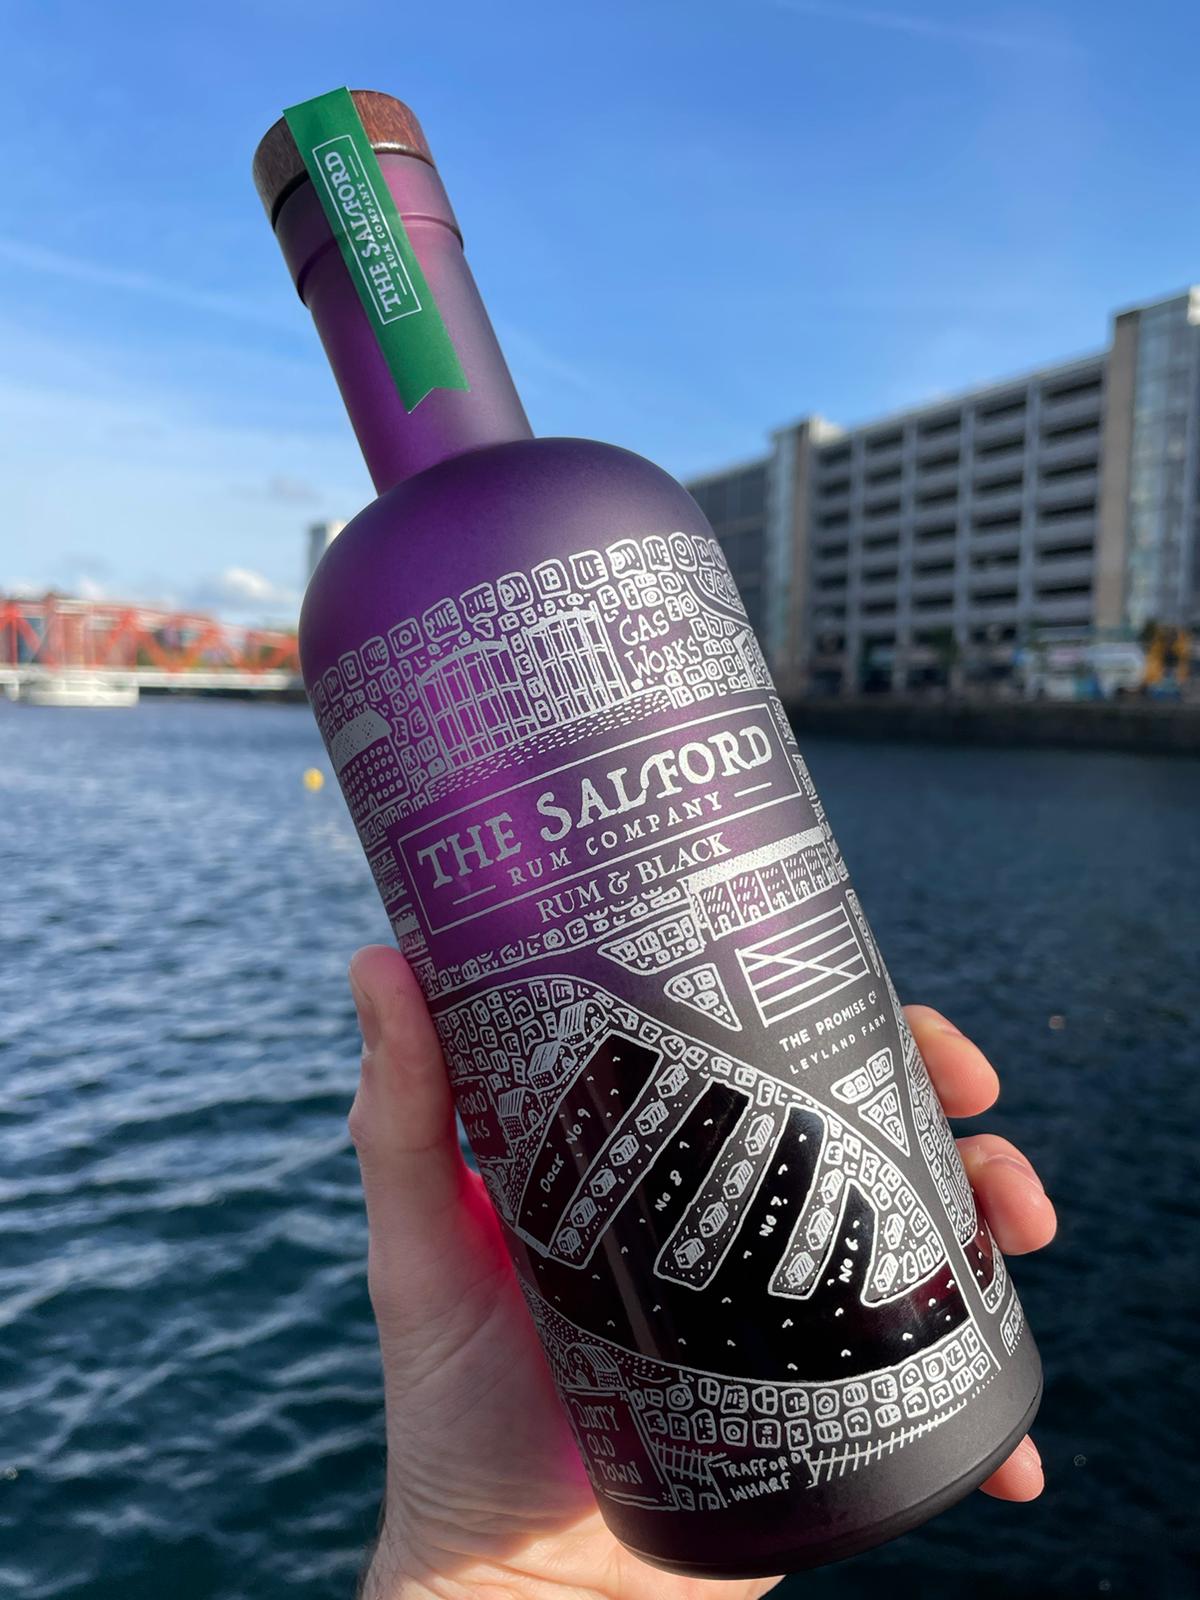 THE SALFORD
RUM COMPANY
GAS
WORKS
THE SALFORD
RUM COMPANY
RUM & BLACK
THE PROMISE Co
LEYLAND FARM
Dock No 9
No 8
No 7
No 6
DIRTY
OLD
TOWN
TRAFFORD
WHARF